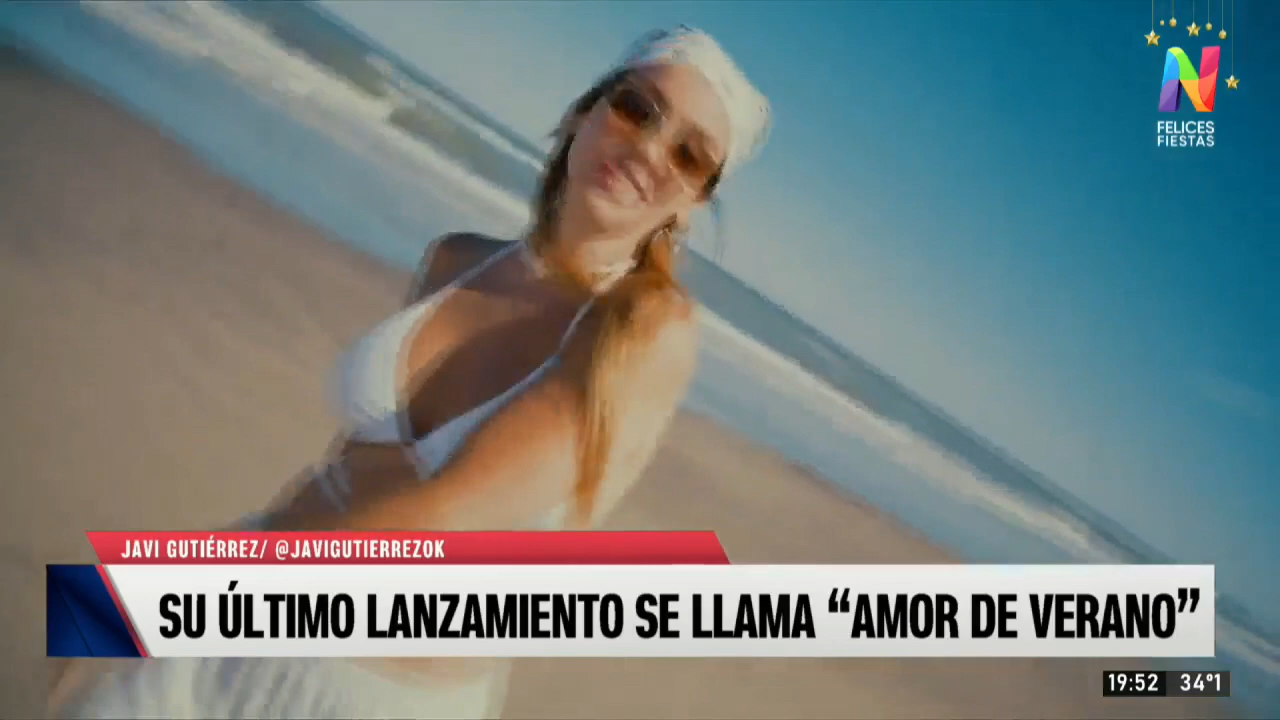 N
FELICES
FIESTAS
JAVI GUTIÉRREZ/ @JAVIGUTIERREZOK
SU ÚLTIMO LANZAMIENTO SE LLAMA “AMOR DE VERANO”
19:52 34°1